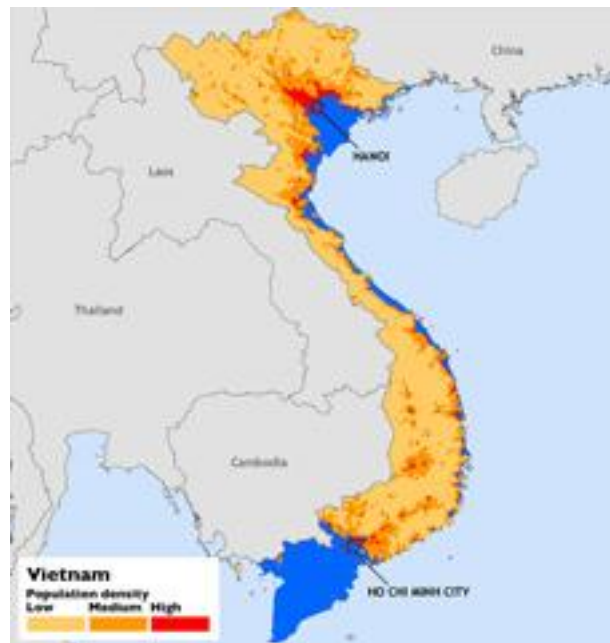 China
HANOI
Laos
Thailand
Cambodia
HO CHI MINH CITY
Vietnam
Population density
Low Medium High